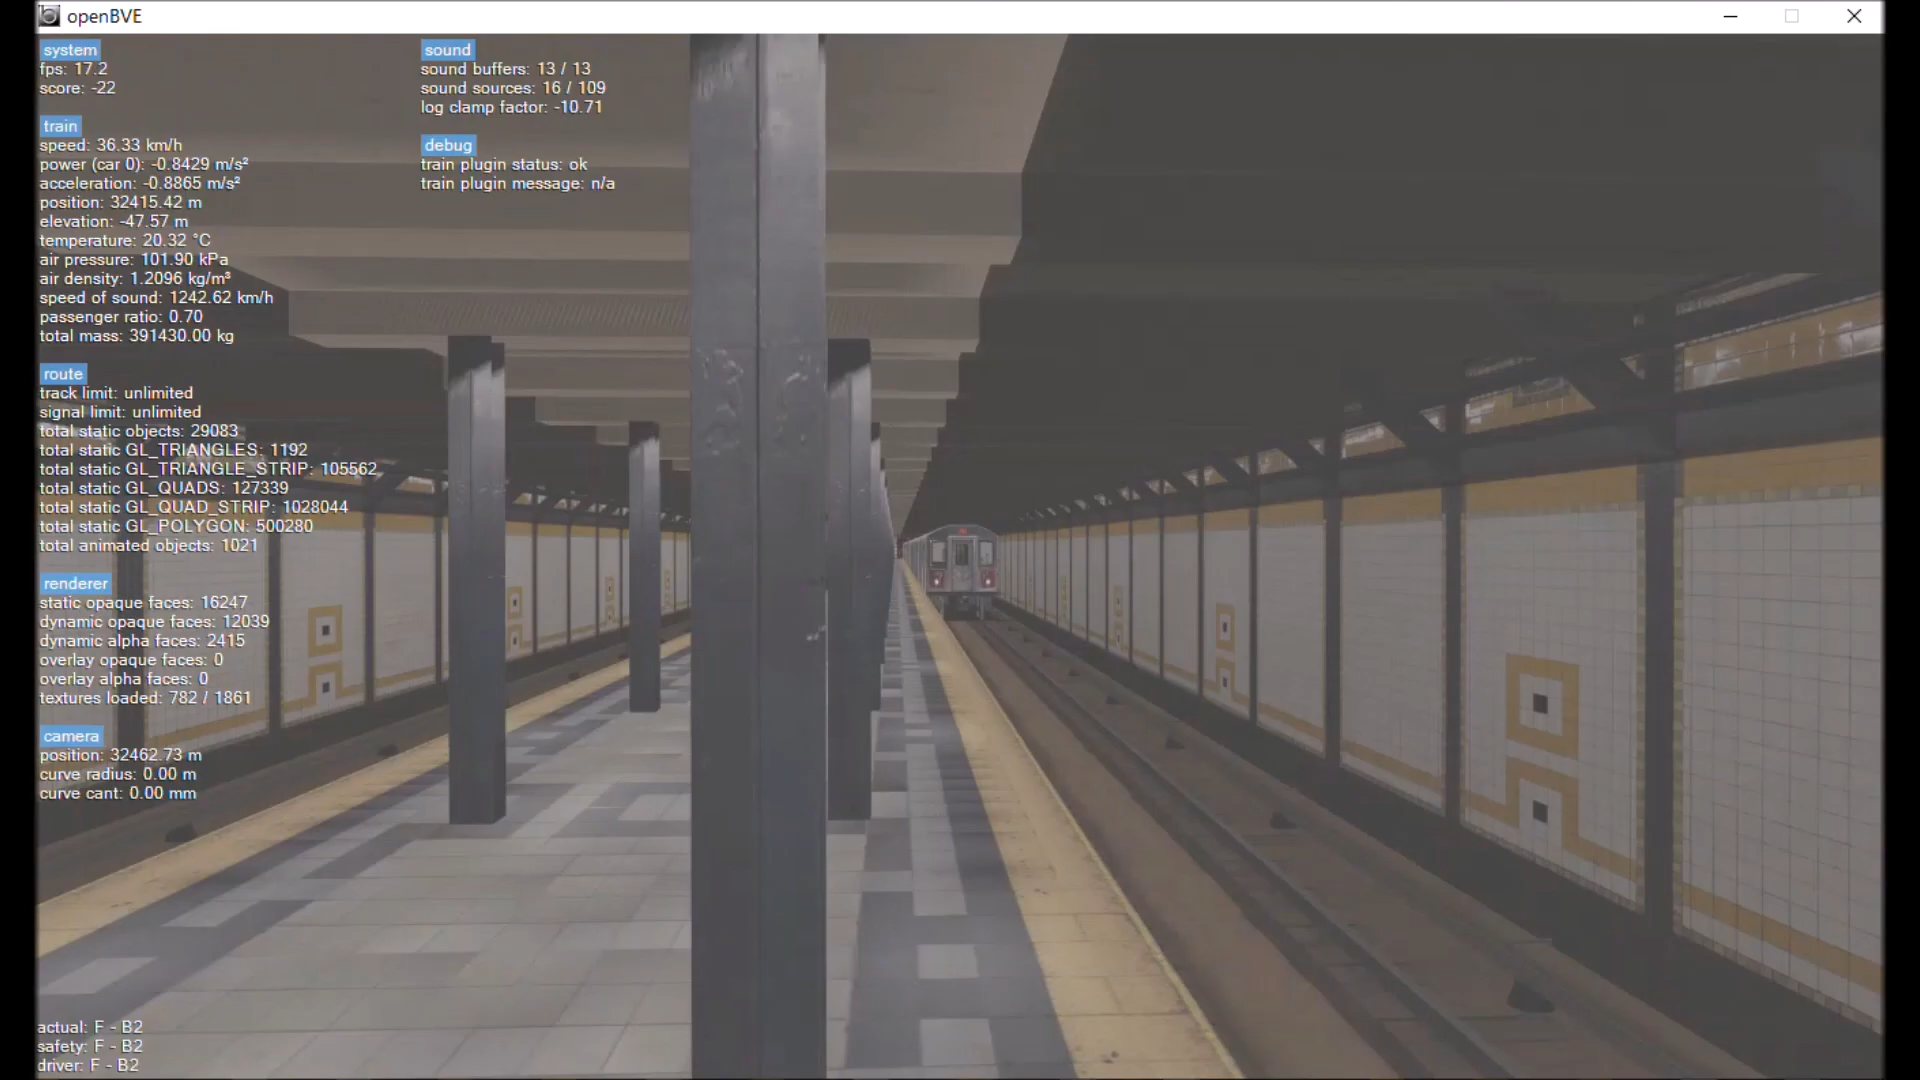 openBVE
system
fps: 17.2
score: -22
train
speed: 36.33 km/h
power (car 0): -0.8429 m/s²
acceleration: -0.8865 m/s²
position: 32415.42 m
elevation: -47.57 m
temperature: 20.32 °C
air pressure: 101.90 kPa
air density: 1.2096 kg/m³
speed of sound: 1242.62 km/h
passenger ratio: 0.70
total mass: 391430.00 kg
route
track limit: unlimited
signal limit: unlimited
total static objects: 29083
total static GL_TRIANGLES: 1192
total static GL_TRIANGLE_STRIP: 105562
total static GL_QUADS: 127339
total static GL_QUAD_STRIP: 1028044
total static GL_POLYGON: 500280
total animated objects: 1021
renderer
static opaque faces: 16247
dynamic opaque faces: 12039
dynamic alpha faces: 2415
overlay opaque faces: 0
overlay alpha faces: 0
textures loaded: 782 / 1861
camera
position: 32462.73 m
curve radius: 0.00 m
curve cant: 0.00 mm
sound
sound buffers: 13 / 13
sound sources: 16 / 109
log clamp factor: -10.71
debug
train plugin status: ok
train plugin message: n/a
actual: F - B2
safety: F - B2
driver: F - B2